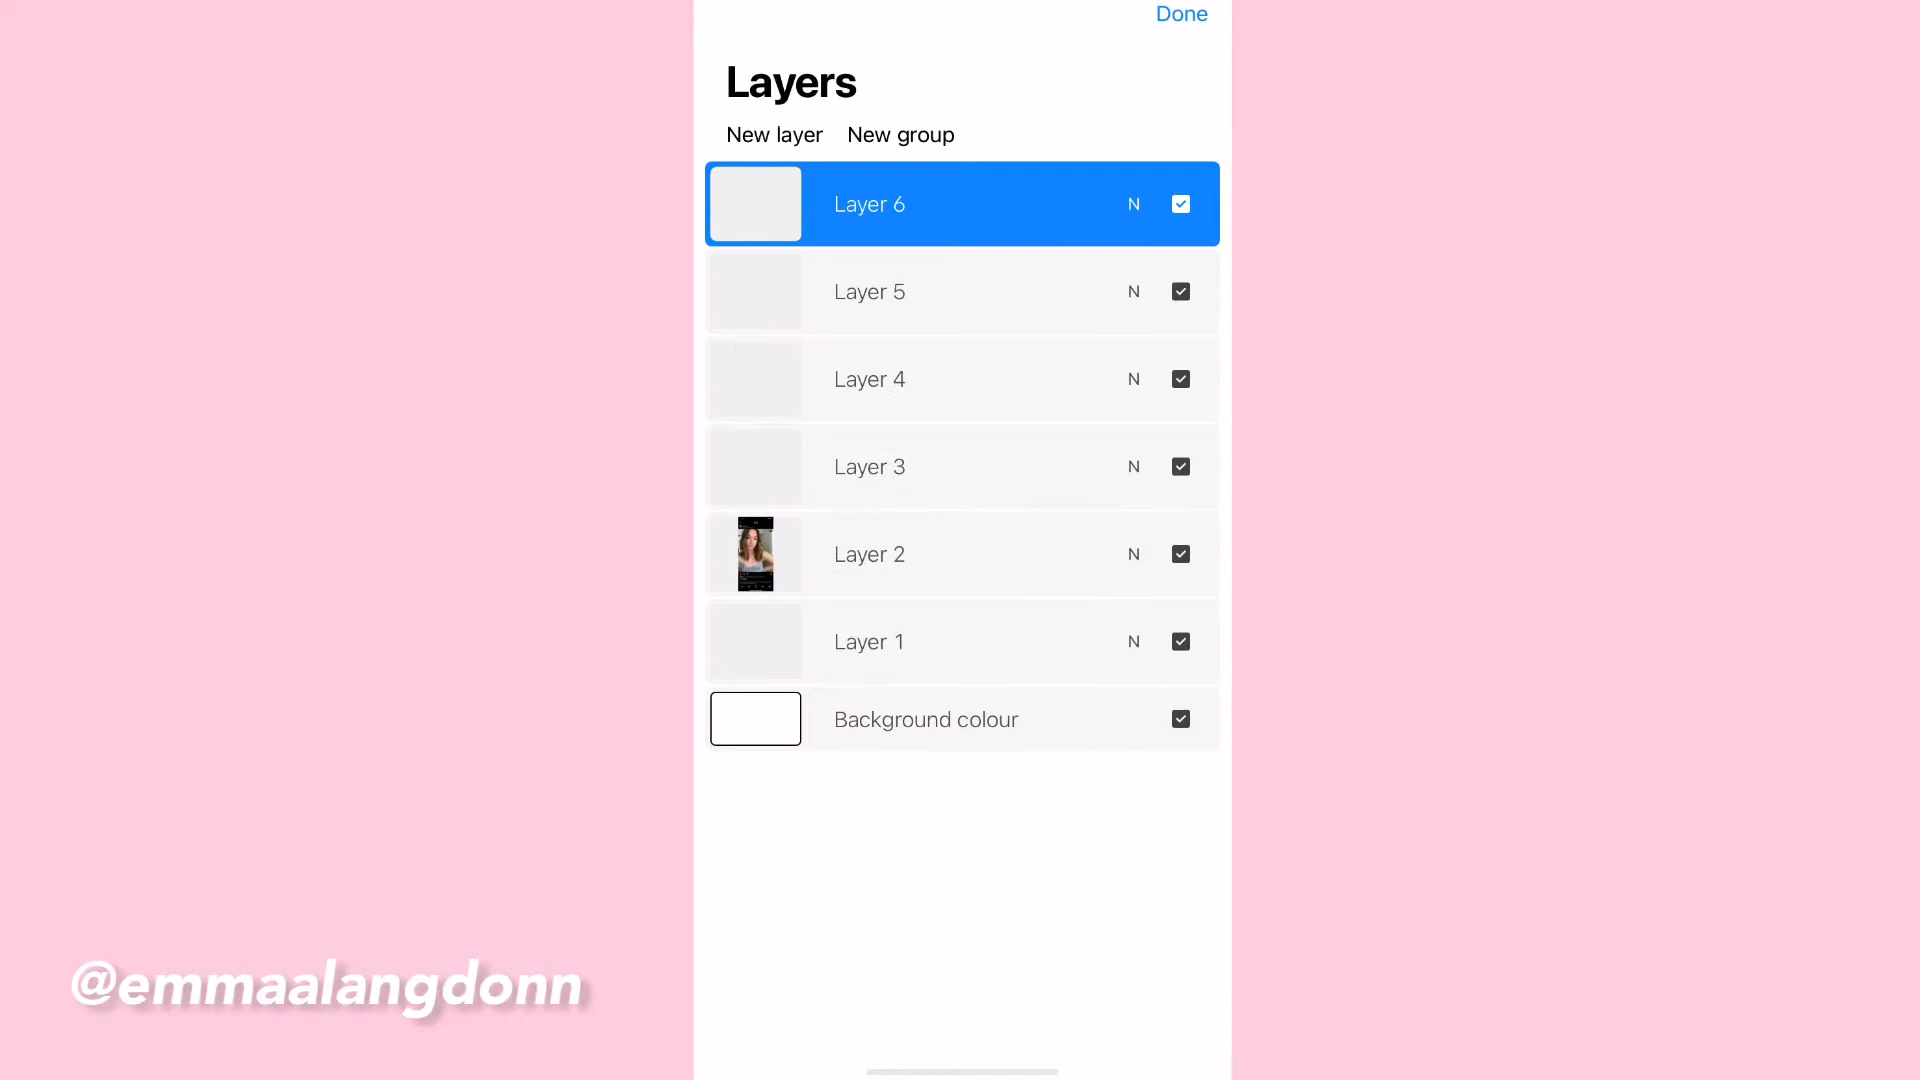 Done
Layers
New layer New group
Layer 6 N
Layer 5 N
Layer 4 N
Layer 3 N
Layer 2 N
Layer 1 N
Background colour
@emmaalangdonn